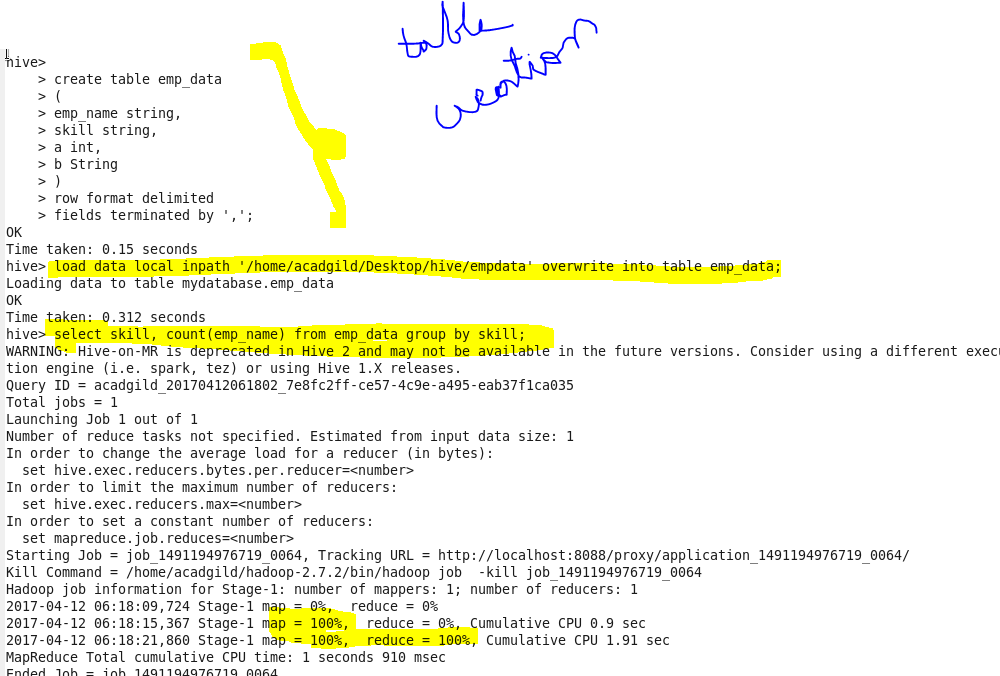 table
creation
hive>
    > create table emp_data
    > (
    > emp_name string,
    > skill string,
    > a int,
    > b String
    > )
    > row format delimited
    > fields terminated by ',';
OK
Time taken: 0.15 seconds
hive> load data local inpath '/home/acadgild/Desktop/hive/empdata' overwrite into table emp_data;
Loading data to table mydatabase.emp_data
OK
Time taken: 0.312 seconds
hive> select skill, count(emp_name) from emp_data group by skill;
WARNING: Hive-on-MR is deprecated in Hive 2 and may not be available in the future versions. Consider using a different execu
tion engine (i.e. spark, tez) or using Hive 1.X releases.
Query ID = acadgild_20170412061802_7e8fc2ff-ce57-4c9e-a495-eab37f1ca035
Total jobs = 1
Launching Job 1 out of 1
Number of reduce tasks not specified. Estimated from input data size: 1
In order to change the average load for a reducer (in bytes):
  set hive.exec.reducers.bytes.per.reducer=<number>
In order to limit the maximum number of reducers:
  set hive.exec.reducers.max=<number>
In order to set a constant number of reducers:
  set mapreduce.job.reduces=<number>
Starting Job = job_1491194976719_0064, Tracking URL = http://localhost:8088/proxy/application_1491194976719_0064/
Kill Command = /home/acadgild/hadoop-2.7.2/bin/hadoop job  -kill job_1491194976719_0064
Hadoop job information for Stage-1: number of mappers: 1; number of reducers: 1
2017-04-12 06:18:09,724 Stage-1 map = 0%,  reduce = 0%
2017-04-12 06:18:15,367 Stage-1 map = 100%,  reduce = 0%, Cumulative CPU 0.9 sec
2017-04-12 06:18:21,860 Stage-1 map = 100%,  reduce = 100%, Cumulative CPU 1.91 sec
MapReduce Total cumulative CPU time: 1 seconds 910 msec
Ended Job = job_1491194976719_0064